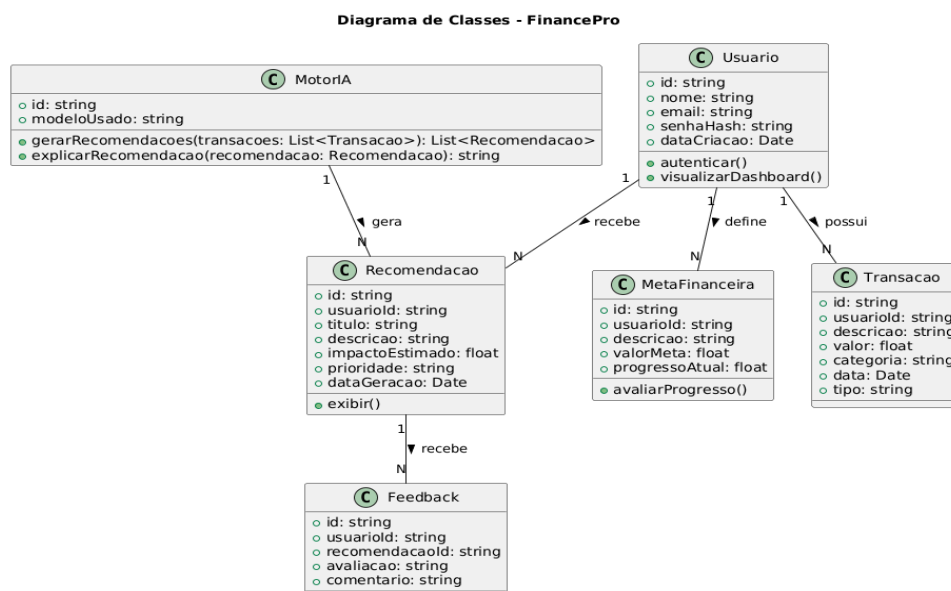 Diagrama de Classes - FinancePro
C MotorIA
id: string
modeloUsado: string
gerarRecomendacoes(transacoes: List<Transacao>): List<Recomendacao>
explicarRecomendacao(recomendacao: Recomendacao): string
C Usuario
id: string
nome: string
email: string
senhaHash: string
dataCriacao: Date
autenticar()
visualizarDashboard()
1
gera
N
1
recebe
N
1
define
N
1
possui
N
C Recomendacao
id: string
usuarioId: string
titulo: string
descricao: string
impactoEstimado: float
prioridade: string
dataGeracao: Date
exibir()
C MetaFinanceira
id: string
usuarioId: string
descricao: string
valorMeta: float
progressoAtual: float
avaliarProgresso()
C Transacao
id: string
usuarioId: string
descricao: string
valor: float
categoria: string
data: Date
tipo: string
1
recebe
N
C Feedback
id: string
usuarioId: string
recomendacaoId: string
avaliacao: string
comentario: string